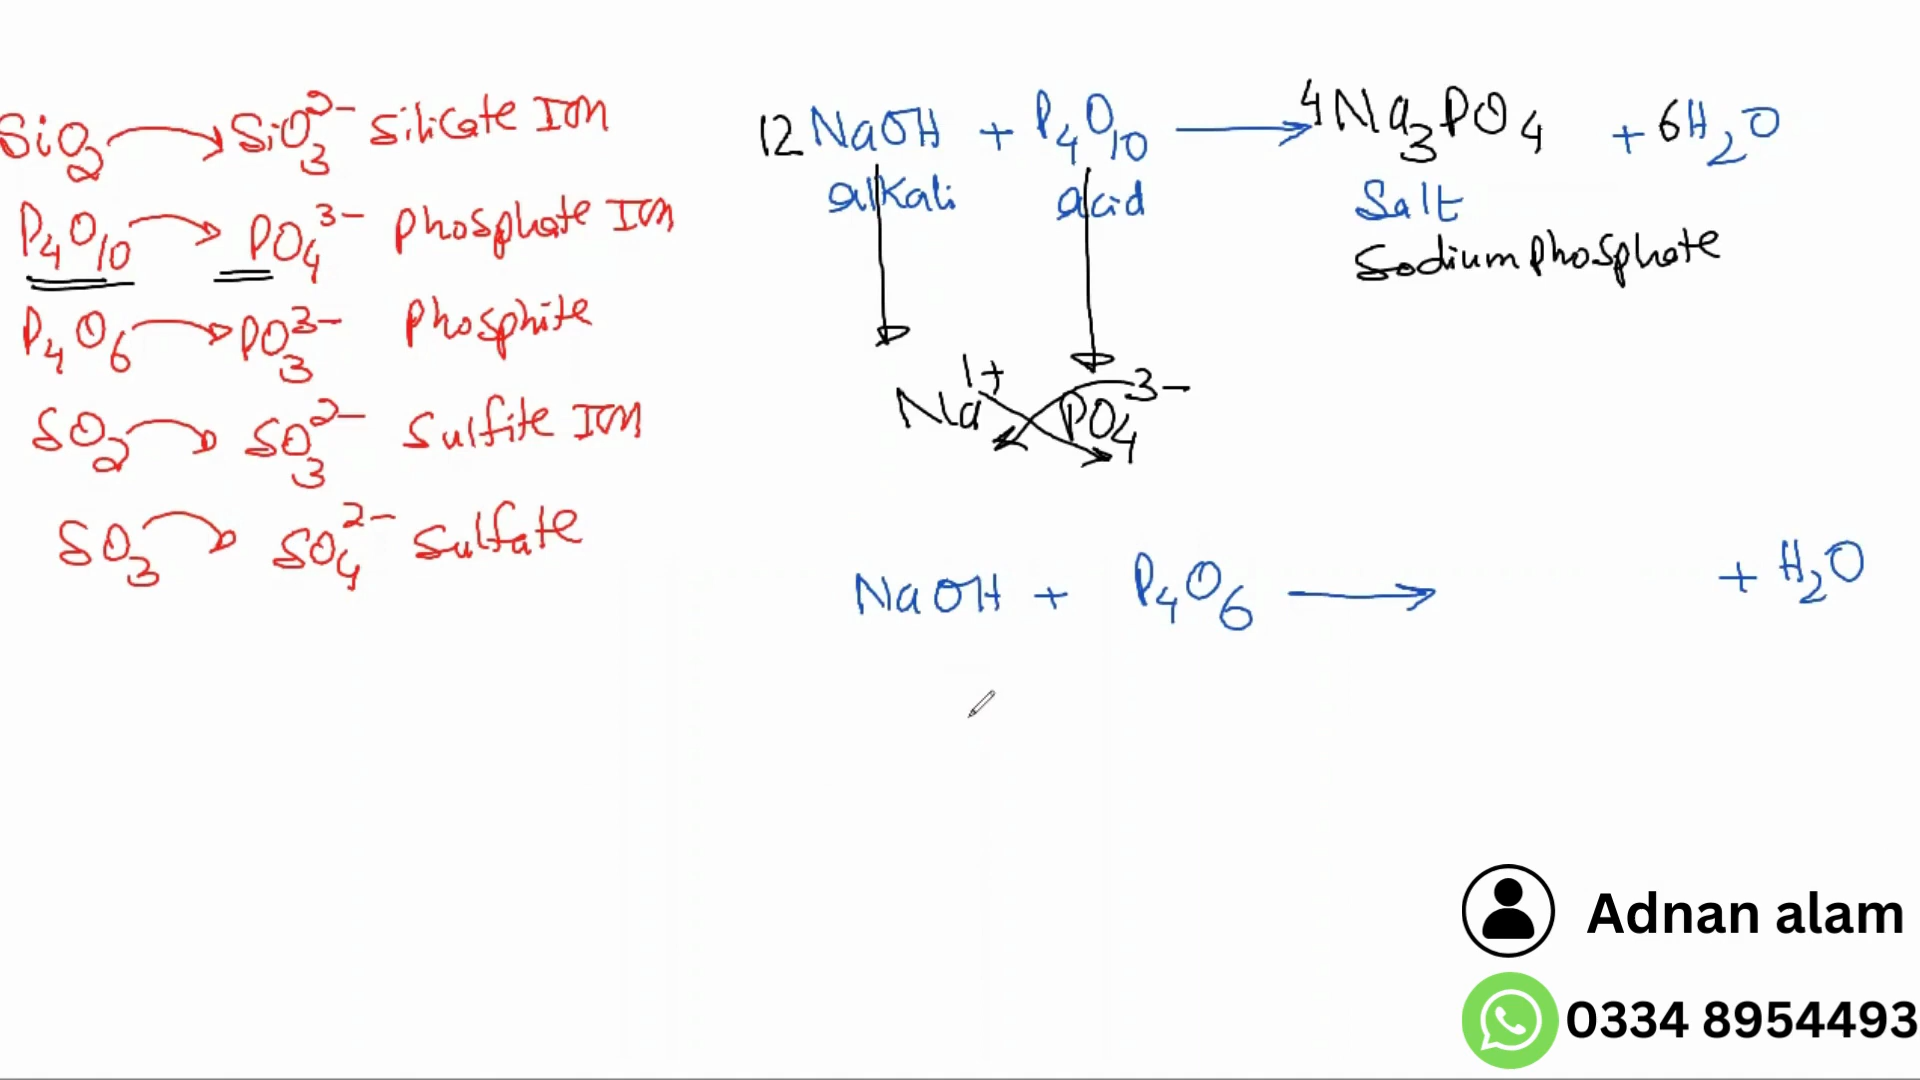 SiO2 → SiO3 2- Silicate Ion
P4O10 → PO4 3- Phosphate Ion
P4O6 → PO3 3- Phosphite
SO2 → SO3 2- Sulfite Ion
SO3 → SO4 2- Sulfate
12 NaOH + P4O10 → 4Na3PO4 + 6H2O
alkali acid Salt
Sodium Phosphate
Na 1+ PO4 3-
NaOH + P4O6 → + H2O
Adnan alam
0334 8954493